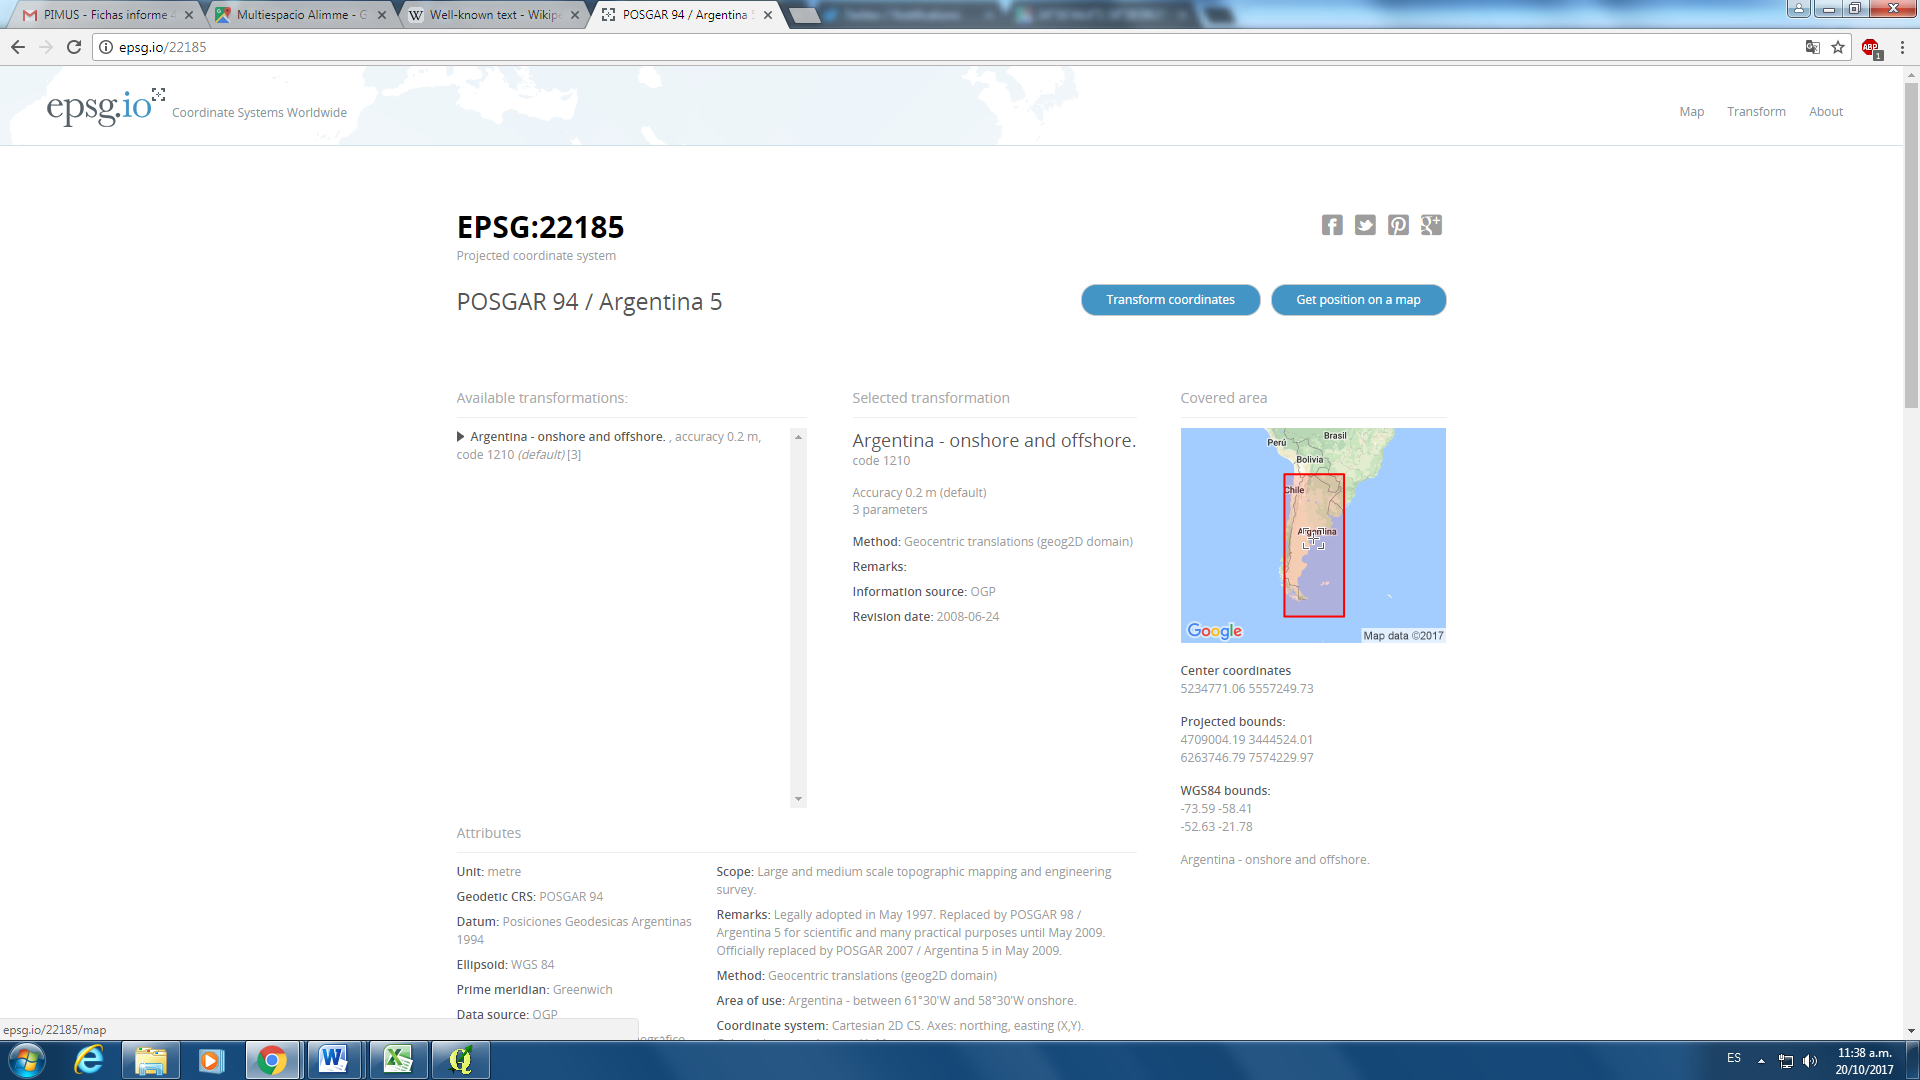 PIMUS - Fichas informe 4
Multiespacio Alimme - G
Well-known text - Wikipe
POSGAR 94 / Argentina 5
epsg.io/22185
ABP
1
epsg.io
Coordinate Systems Worldwide
Map
Transform
About
EPSG:22185
Projected coordinate system
POSGAR 94 / Argentina 5
Transform coordinates
Get position on a map
Available transformations:
Argentina - onshore and offshore. , accuracy 0.2 m,
code 1210 (default) [3]
Selected transformation
Argentina - onshore and offshore.
code 1210
Accuracy 0.2 m (default)
3 parameters
Method: Geocentric translations (geog2D domain)
Remarks:
Information source: OGP
Revision date: 2008-06-24
Covered area
Perú
Brasil
Bolivia
Chile
Argentina
Google
Map data ©2017
Center coordinates
5234771.06 5557249.73
Projected bounds:
4709004.19 3444524.01
6263746.79 7574229.97
WGS84 bounds:
-73.59 -58.41
-52.63 -21.78
Argentina - onshore and offshore.
Attributes
Unit: metre
Geodetic CRS: POSGAR 94
Datum: Posiciones Geodesicas Argentinas
1994
Ellipsoid: WGS 84
Prime meridian: Greenwich
Data source: OGP
Scope: Large and medium scale topographic mapping and engineering
survey.
Remarks: Legally adopted in May 1997. Replaced by POSGAR 98 /
Argentina 5 for scientific and many practical purposes until May 2009.
Officially replaced by POSGAR 2007 / Argentina 5 in May 2009.
Method: Geocentric translations (geog2D domain)
Area of use: Argentina - between 61°30'W and 58°30'W onshore.
Coordinate system: Cartesian 2D CS. Axes: northing, easting (X,Y).
epsg.io/22185/map
ES
11:38 a.m.
20/10/2017